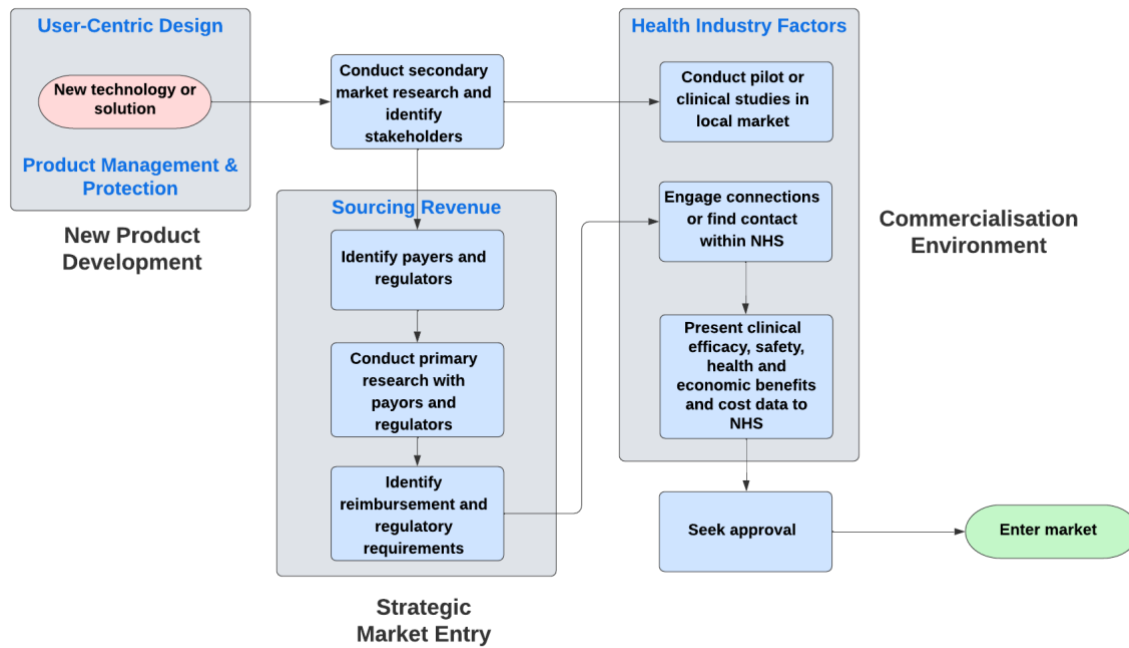 User-Centric Design
New technology or
solution
Product Management &
Protection
New Product
Development
Conduct secondary
market research and
identify
stakeholders
Sourcing Revenue
Identify payers and
regulators
Conduct primary
research with
payors and
regulators
Identify
reimbursement and
regulatory
requirements
Strategic
Market Entry
Health Industry Factors
Conduct pilot or
clinical studies in
local market
Engage connections
or find contact
within NHS
Present clinical
efficacy, safety,
health and
economic benefits
and cost data to
NHS
Commercialisation
Environment
Seek approval
Enter market